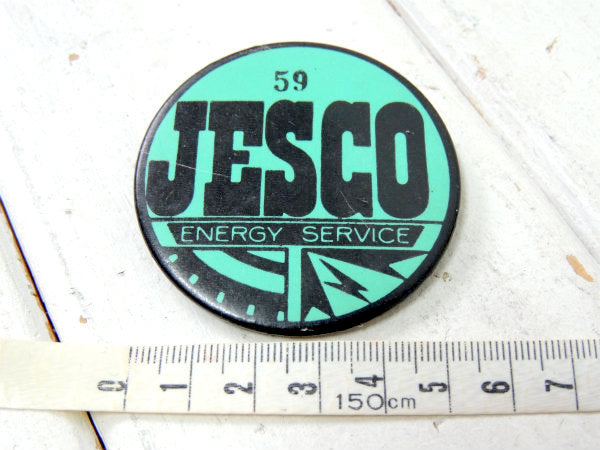 59
JESCO
ENERGY SERVICE
0 1 2 3 4 5 6 7
150cm